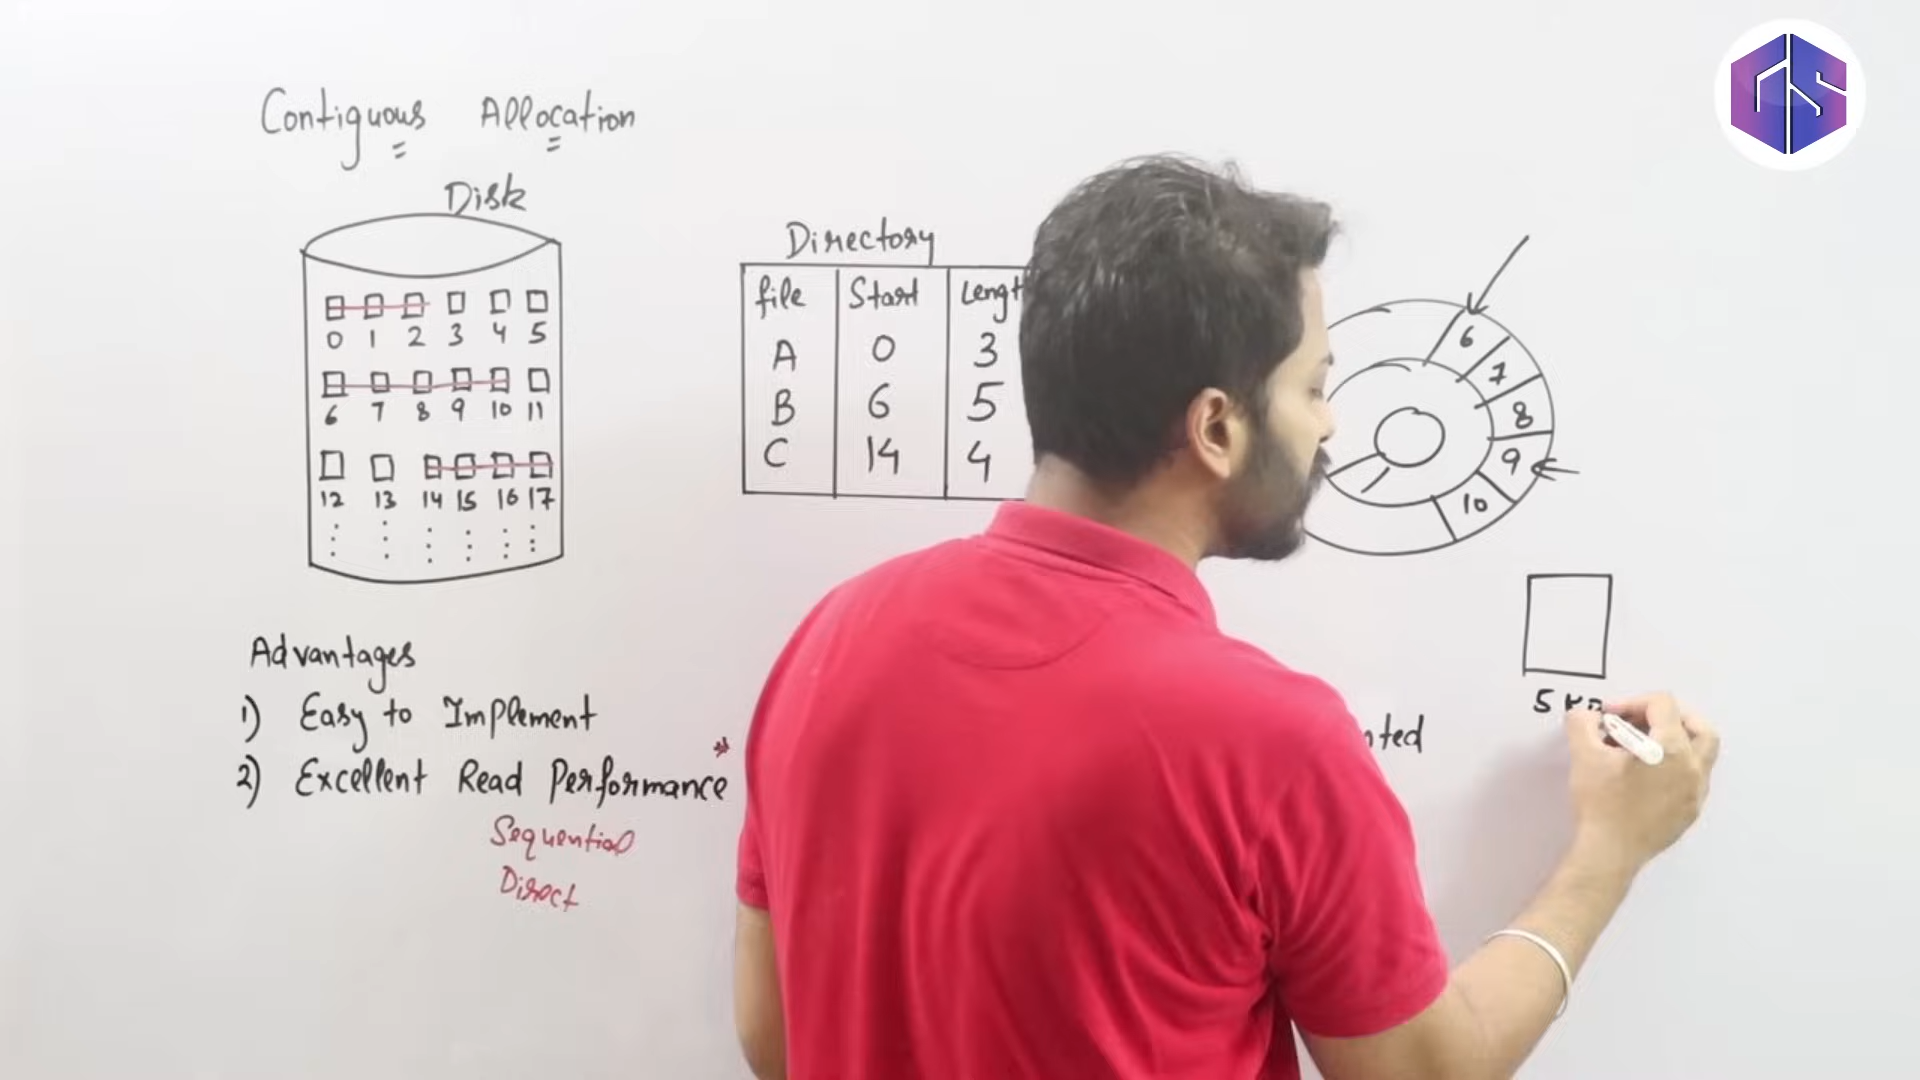 Contiguous Allocation
Disk
0 1 2 3 4 5
6 7 8 9 10 11
12 13 14 15 16 17
Directory
file Start
A 0 3
B 6 5
C 14 4
6
7
8
9
10
5
Advantages
1) Easy to Implement
2) Excellent Read Performance
Sequential
Direct
GS